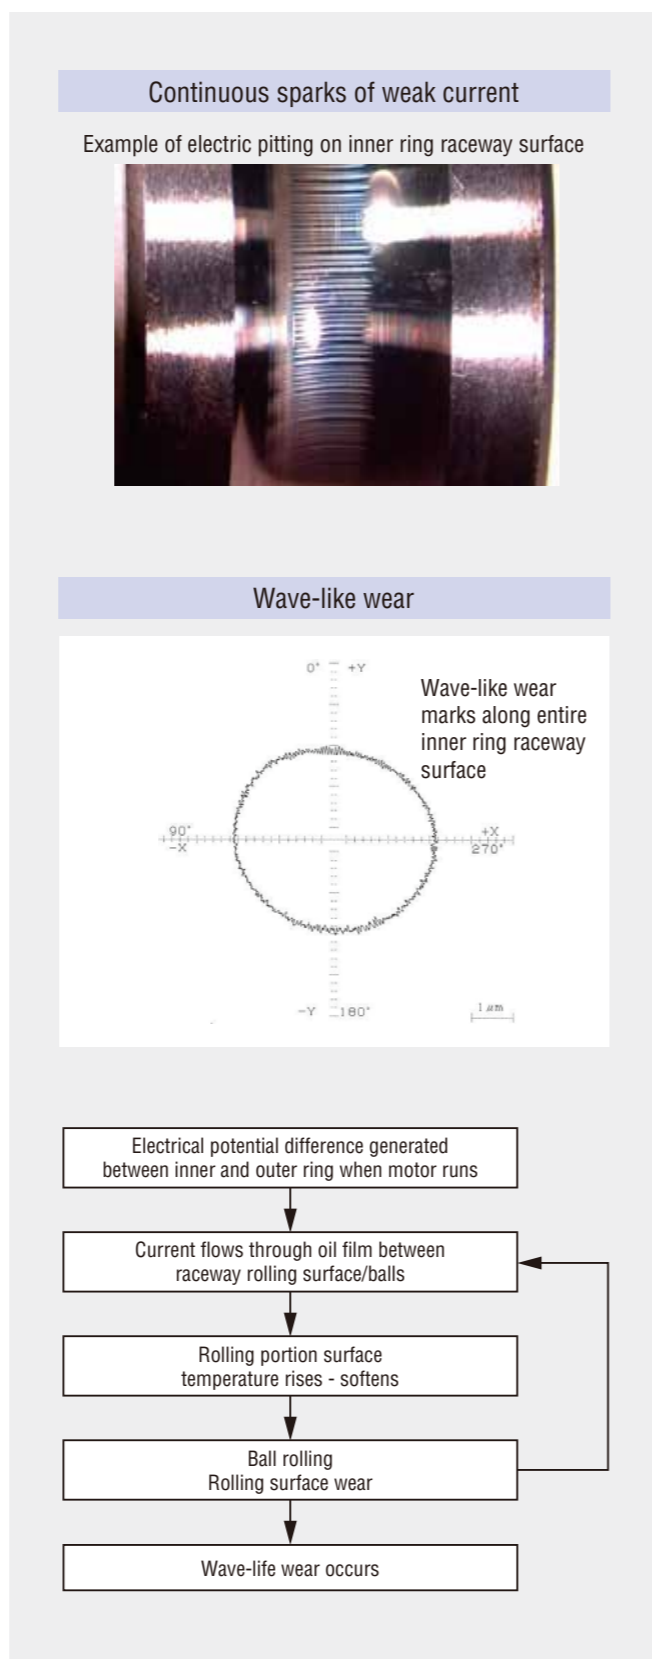 Continuous sparks of weak current
Example of electric pitting on inner ring raceway surface
Wave-like wear
0° +Y
Wave-like wear
marks along entire
inner ring raceway
surface
90°
-X
+X
270°
-Y 180°
1 μm
Electrical potential difference generated
between inner and outer ring when motor runs
Current flows through oil film between
raceway rolling surface/balls
Rolling portion surface
temperature rises - softens
Ball rolling
Rolling surface wear
Wave-life wear occurs